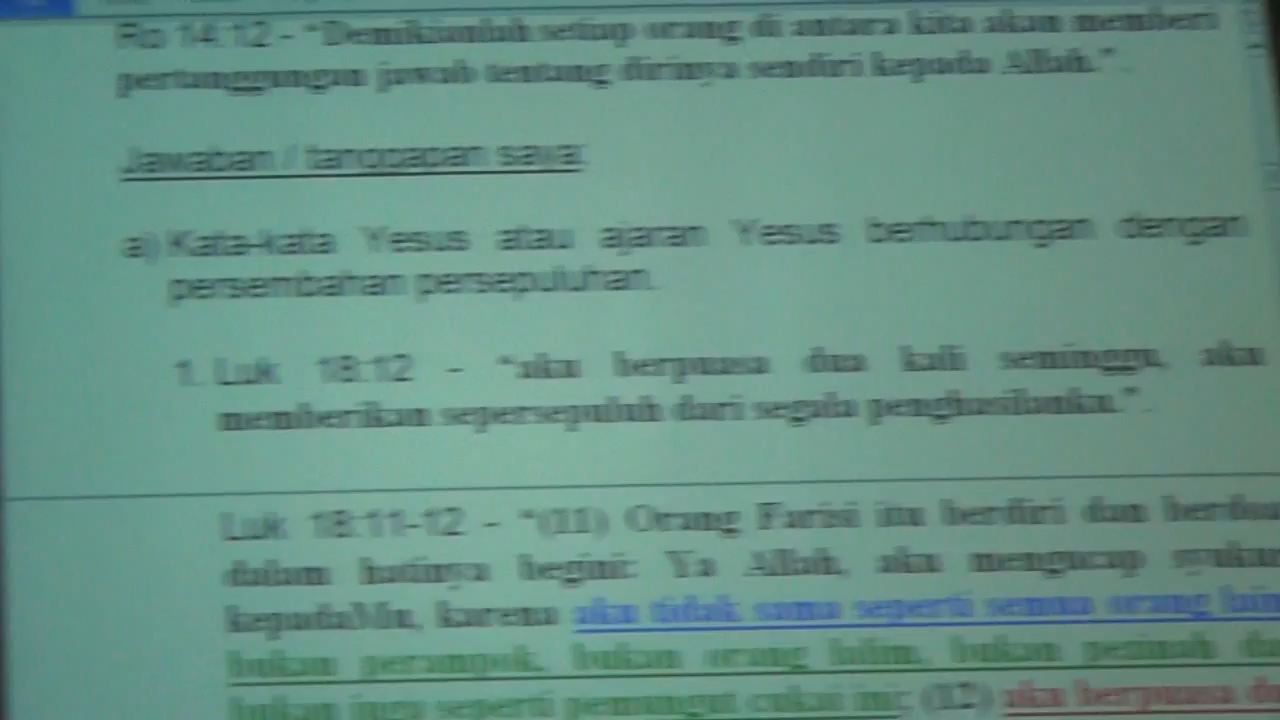 Ro 14:12 - "Demikianlah setiap orang di antara kita akan memberi
pertanggungan jawab tentang dirinya sendiri kepada Allah.".
Jawaban / tanggapan saya:
a) Kata-kata Yesus atau ajaran Yesus berhubungan dengan
persembahan persepuluhan.
1. Luk 18:12 - "aku berpuasa dua kali seminggu, aku
memberikan sepersepuluh dari segala penghasilanku.".
Luk 18:11-12 - "(11) Orang Farisi itu berdiri dan berdoa
dalam hatinya begini: Ya Allah, aku mengucap syukur
kepadaMu, karena aku tidak sama seperti semua orang lain,
bukan perampok, bukan orang lalim, bukan pezinah da
bukan juga seperti pemungut cukai ini; (12) aku berpuasa du